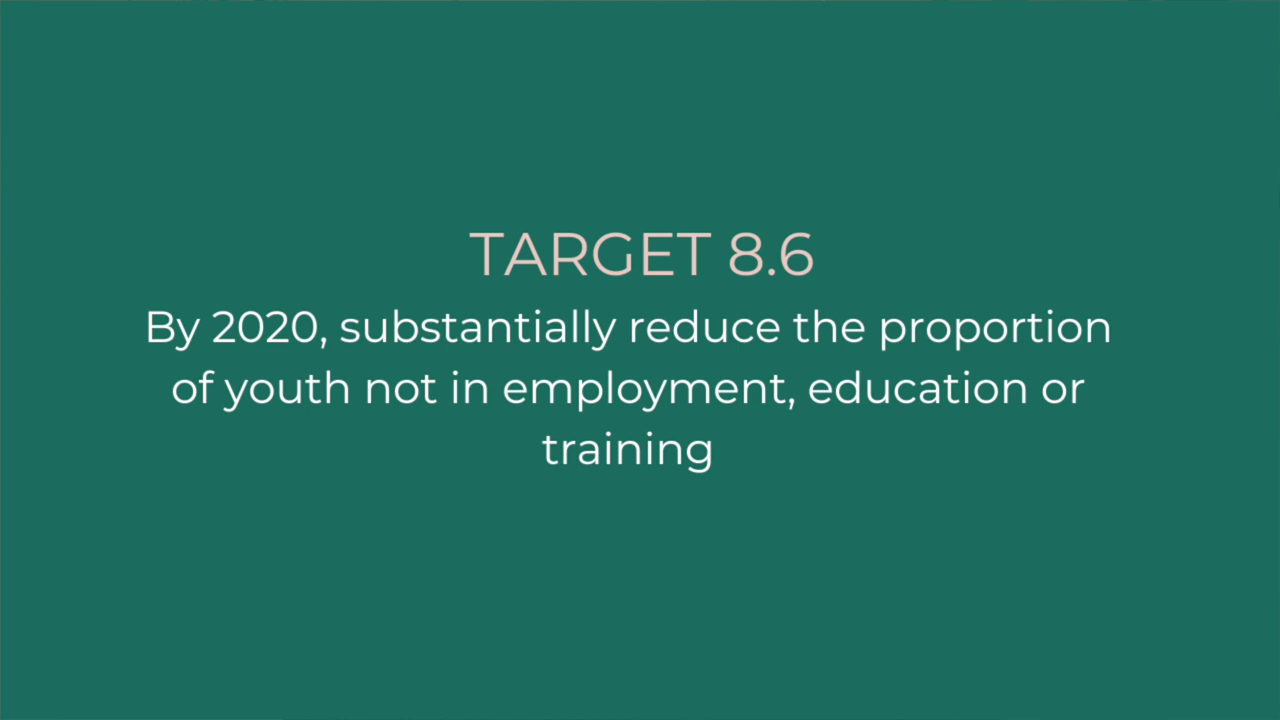 TARGET 8.6
By 2020, substantially reduce the proportion
of youth not in employment, education or
training